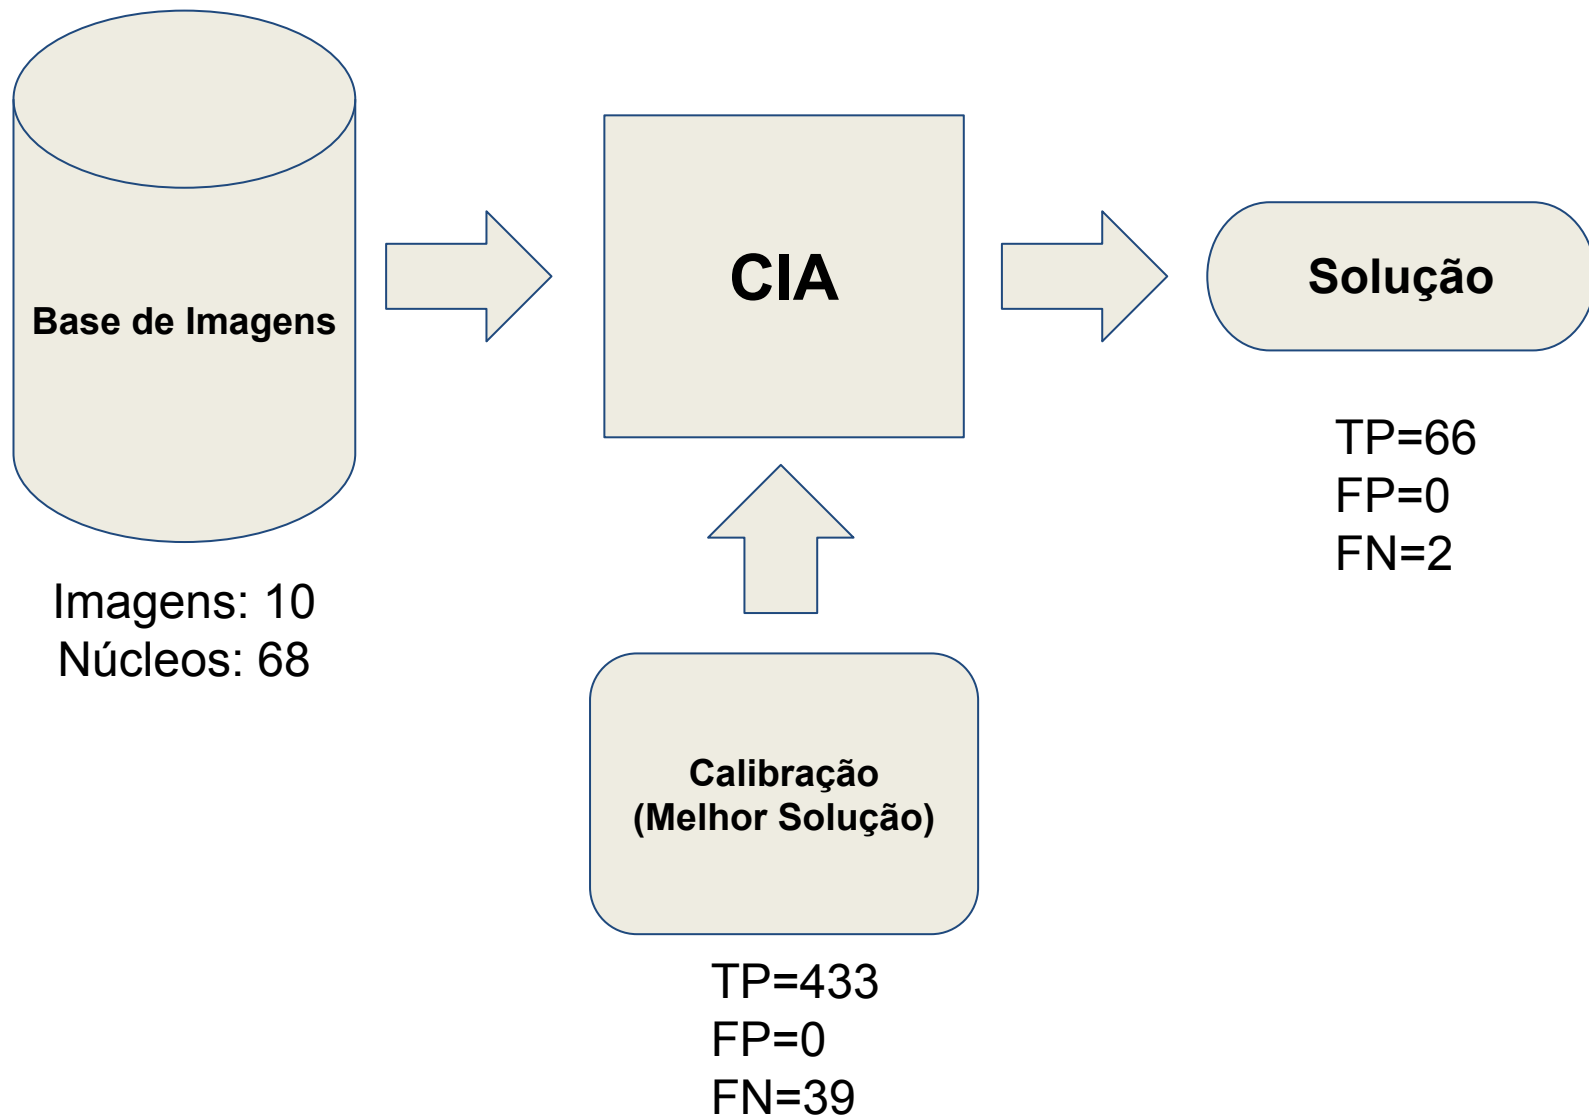 Base de Imagens
Imagens: 10
Núcleos: 68
CIA
Calibração
(Melhor Solução)
TP=433
FP=0
FN=39
Solução
TP=66
FP=0
FN=2